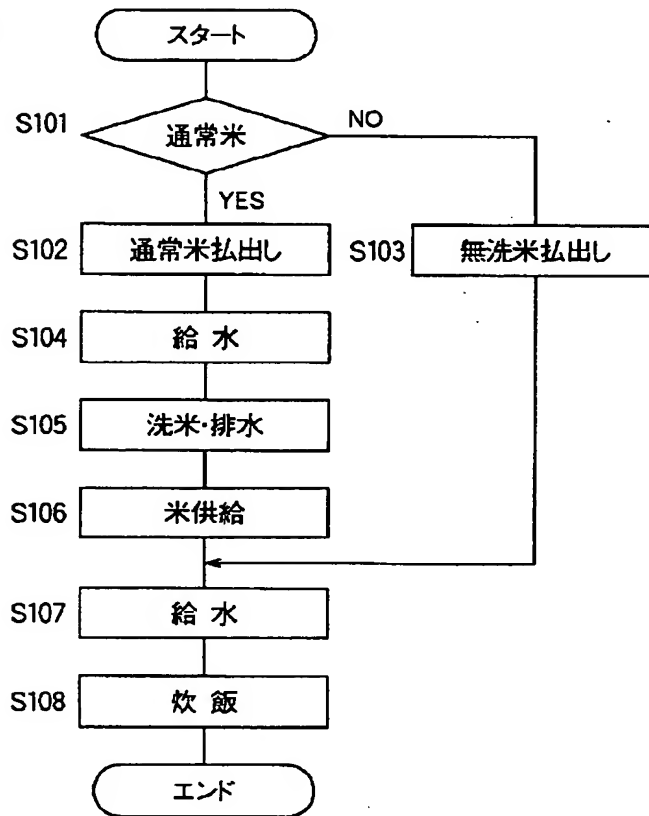 スタート
S101 通常米 NO
YES
S102 通常米払出し S103 無洗米払出し
S104 給 水
S105 洗米・排水
S106 米供給
S107 給 水
S108 炊 飯
エンド